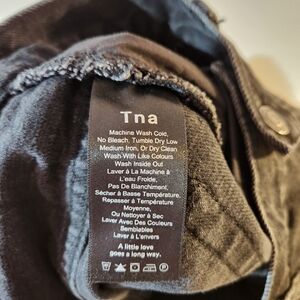 Tna
Machine Wash Cold,
No Bleach, Tumble Dry Low
Medium Iron, Or Dry Clean
Wash With Like Colours
Wash Inside Out
Laver À La Machine À
L'eau Froide,
Pas De Blanchiment,
Sécher à Basse Température,
Repasser à Température
Moyenne,
Ou Nettoyer à Sec
Laver Avec Des Couleurs
Semblables
Laver À L'envers
A little love
goes a long way.